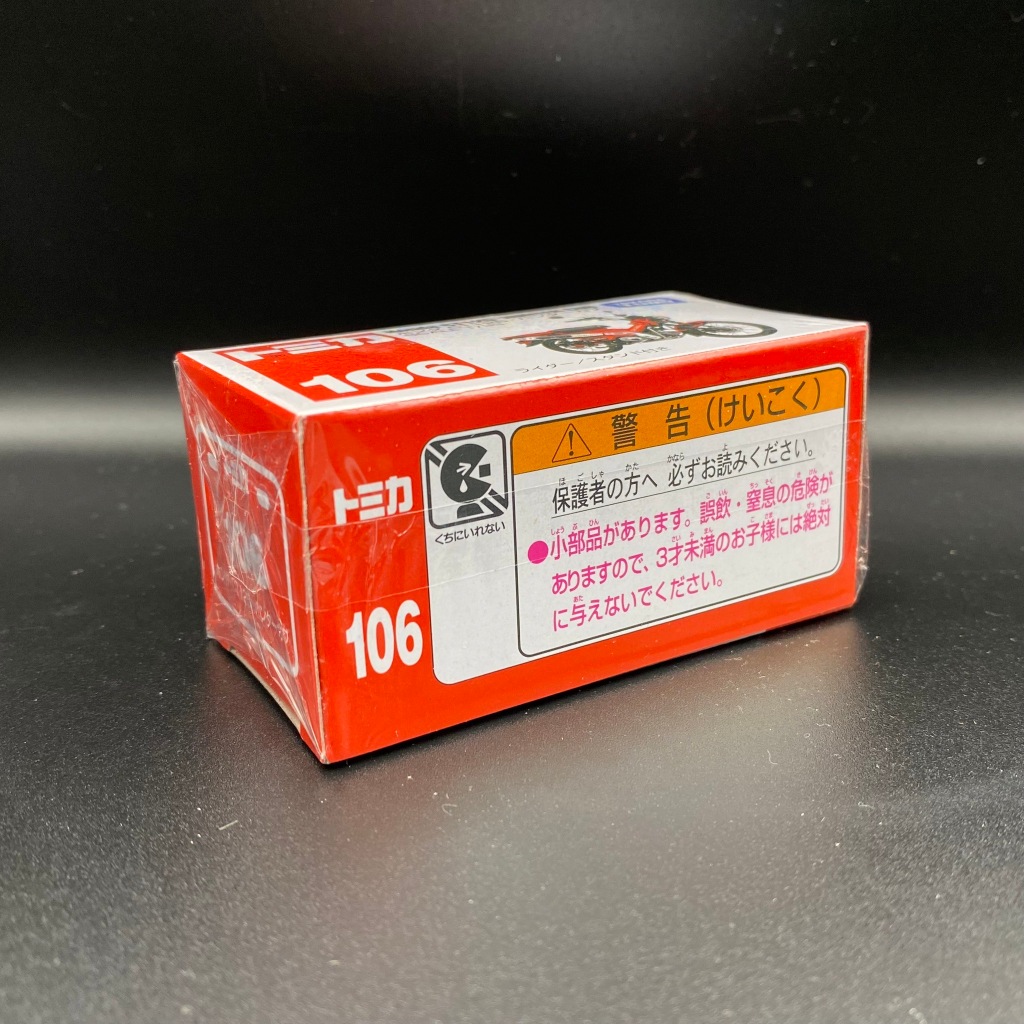 トミカ
106
トミカ
106
くちにいれない
警告(けいこく)
保護者の方へ 必ずお読みください。
●小部品があります。誤飲・窒息の危険が
ありますので、3才未満のお子様には絶対
に与えないでください。